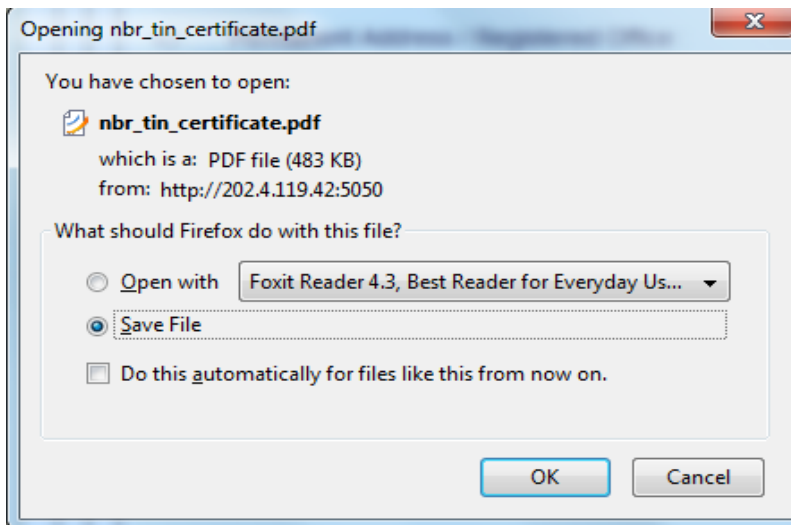 Opening nbr_tin_certificate.pdf
You have chosen to open:
nbr_tin_certificate.pdf
which is a: PDF file (483 KB)
from: http://202.4.119.42:5050
What should Firefox do with this file?
Open with
Foxit Reader 4.3, Best Reader for Everyday Us...
Save File
Do this automatically for files like this from now on.
OK
Cancel